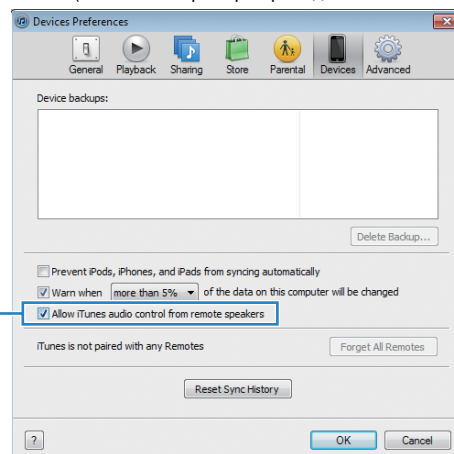 Devices Preferences
General Playback Sharing Store Parental Devices Advanced
Device backups:
Delete Backup...
Prevent iPods, iPhones, and iPads from syncing automatically
Warn when more than 5% of the data on this computer will be changed
Allow iTunes audio control from remote speakers
iTunes is not paired with any Remotes Forget All Remotes
Reset Sync History
? OK Cancel